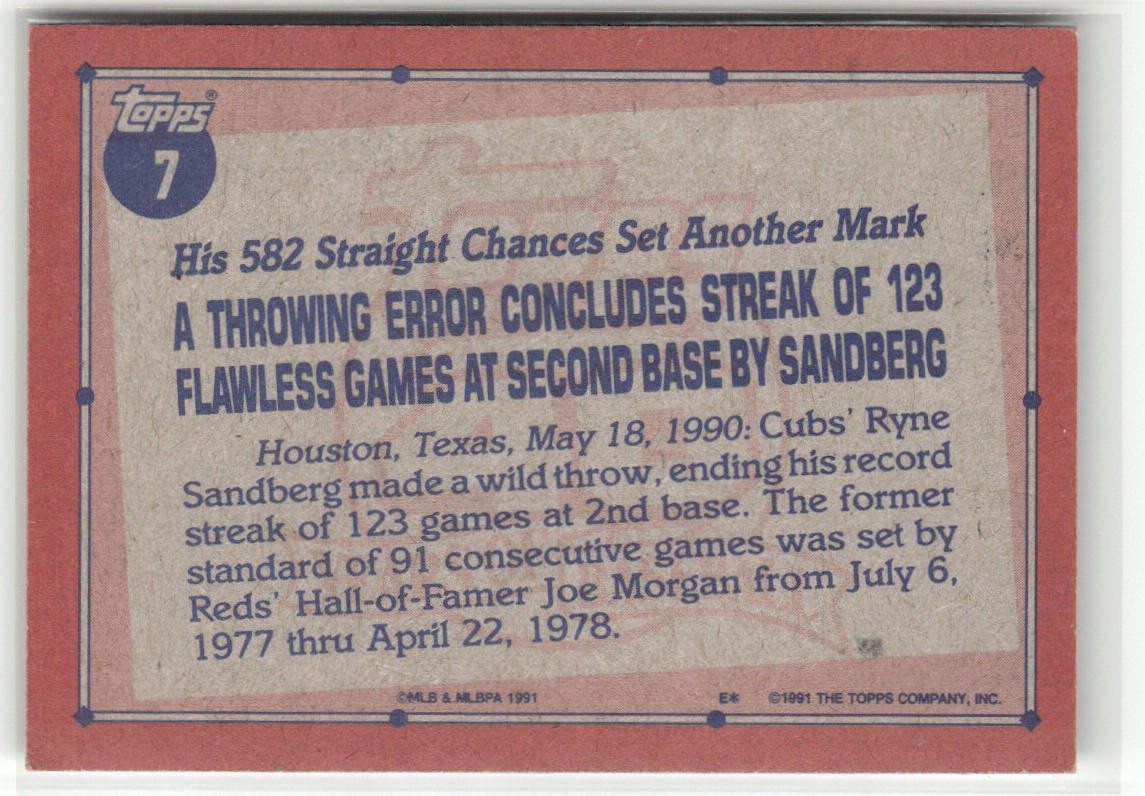 topps®
7
His 582 Straight Chances Set Another Mark
A THROWING ERROR CONCLUDES STREAK OF 123
FLAWLESS GAMES AT SECOND BASE BY SANDBERG
Houston, Texas, May 18, 1990: Cubs' Ryne
Sandberg made a wild throw, ending his record
streak of 123 games at 2nd base. The former
standard of 91 consecutive games was set by
Reds' Hall-of-Famer Joe Morgan from July 6,
1977 thru April 22, 1978.
©MLB & MLBPA 1991 E* ©1991 THE TOPPS COMPANY, INC.